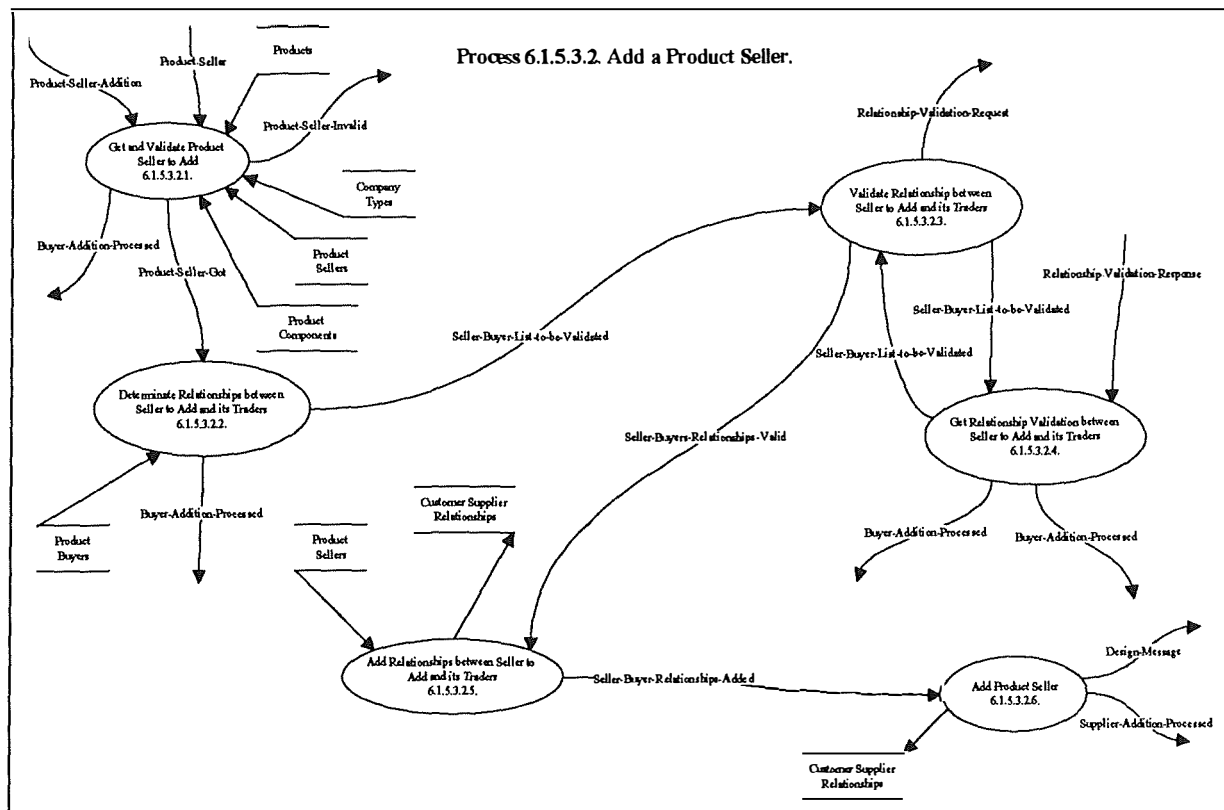 Process 6.1.5.3.2. Add a Product Seller.
Products
Product-Seller
Product-Seller-Addition
Product-Seller-Invalid
Get and Validate Product
Seller to Add
6.1.5.3.2.1.
Company
Types
Product
Sellers
Buyer-Addition-Processed
Product-Seller-Got
Product
Components
Relationship-Validation-Request
Validate Relationship between
Seller to Add and its Traders
6.1.5.3.2.3.
Relationship-Validation-Response
Seller-Buyer-List-to-be-Validated
Seller-Buyer-List-to-be-Validated
Seller-Buyer-List-to-be-Validated
Determinate Relationships between
Seller to Add and its Traders
6.1.5.3.2.2.
Seller-Buyers-Relationships-Valid
Get Relationship Validation between
Seller to Add and its Traders
6.1.5.3.2.4.
Buyer-Addition-Processed
Product
Buyers
Customer Supplier
Relationships
Product
Sellers
Buyer-Addition-Processed
Buyer-Addition-Processed
Add Relationships between Seller to
Add and its Traders
6.1.5.3.2.5.
Seller-Buyer-Relationships-Added
Add Product Seller
6.1.5.3.2.6.
Design-Message
Supplier-Addition-Processed
Customer Supplier
Relationships